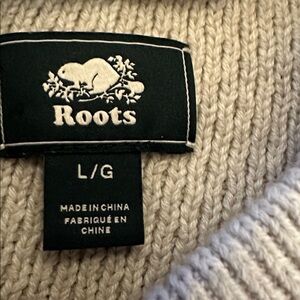 Roots
L/G
MADE IN CHINA
FABRIQUÉ EN
CHINE